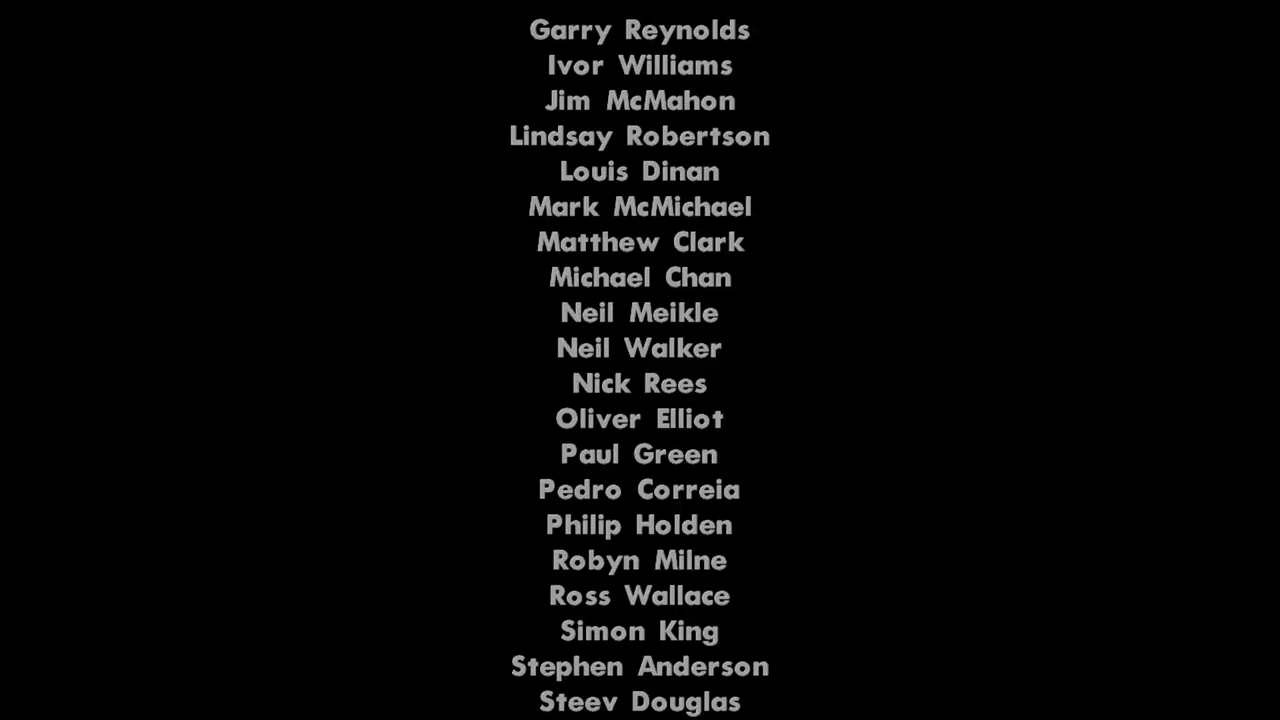 Garry Reynolds
Ivor Williams
Jim McMahon
Lindsay Robertson
Louis Dinan
Mark McMichael
Matthew Clark
Michael Chan
Neil Meikle
Neil Walker
Nick Rees
Oliver Elliot
Paul Green
Pedro Correia
Philip Holden
Robyn Milne
Ross Wallace
Simon King
Stephen Anderson
Steev Douglas